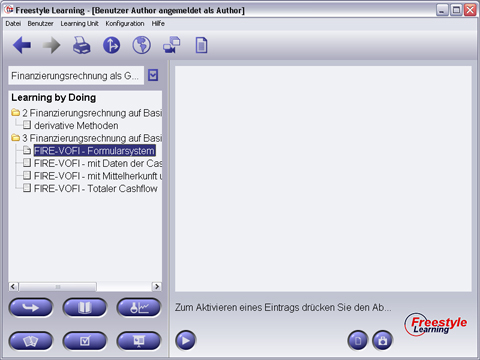 Freestyle Learning - [Benutzer Author angemeldet als Author]
Datei Benutzer Learning Unit Konfiguration Hilfe
Finanzierungsrechnung als G...
Learning by Doing
2 Finanzierungsrechnung auf Basi
derivative Methoden
3 Finanzierungsrechnung auf Basi
FIRE-VOFI - Formularsystem
FIRE-VOFI - mit Daten der Cas
FIRE-VOFI - mit Mittelherkunft u
FIRE-VOFI - Totaler Cashflow
Zum Aktivieren eines Eintrags drücken Sie den Ab...
Freestyle
Learning